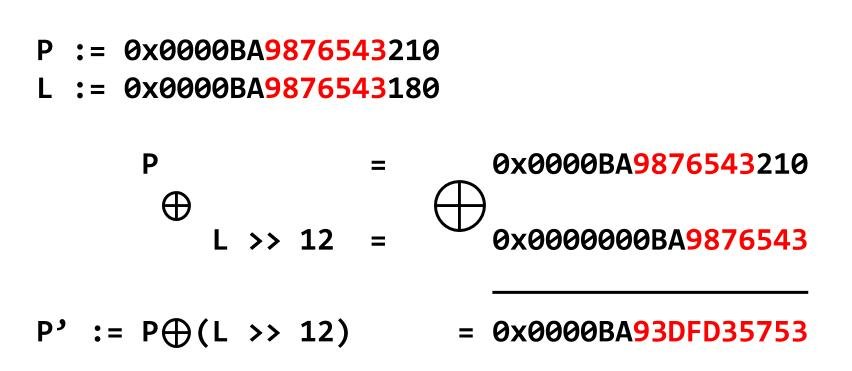 P := 0x0000BA9876543210
L := 0x0000BA9876543180
P = 0x0000BA9876543210
⊕ ⊕
L >> 12 = 0x0000000BA9876543
P’ := P⊕(L >> 12) = 0x0000BA93DFD35753